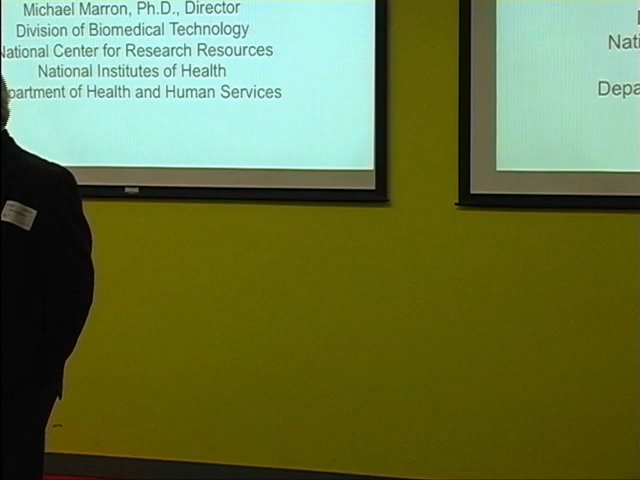 Michael Marron, Ph.D., Director
Division of Biomedical Technology
National Center for Research Resources
National Institutes of Health
partment of Health and Human Services
Nati
Depa